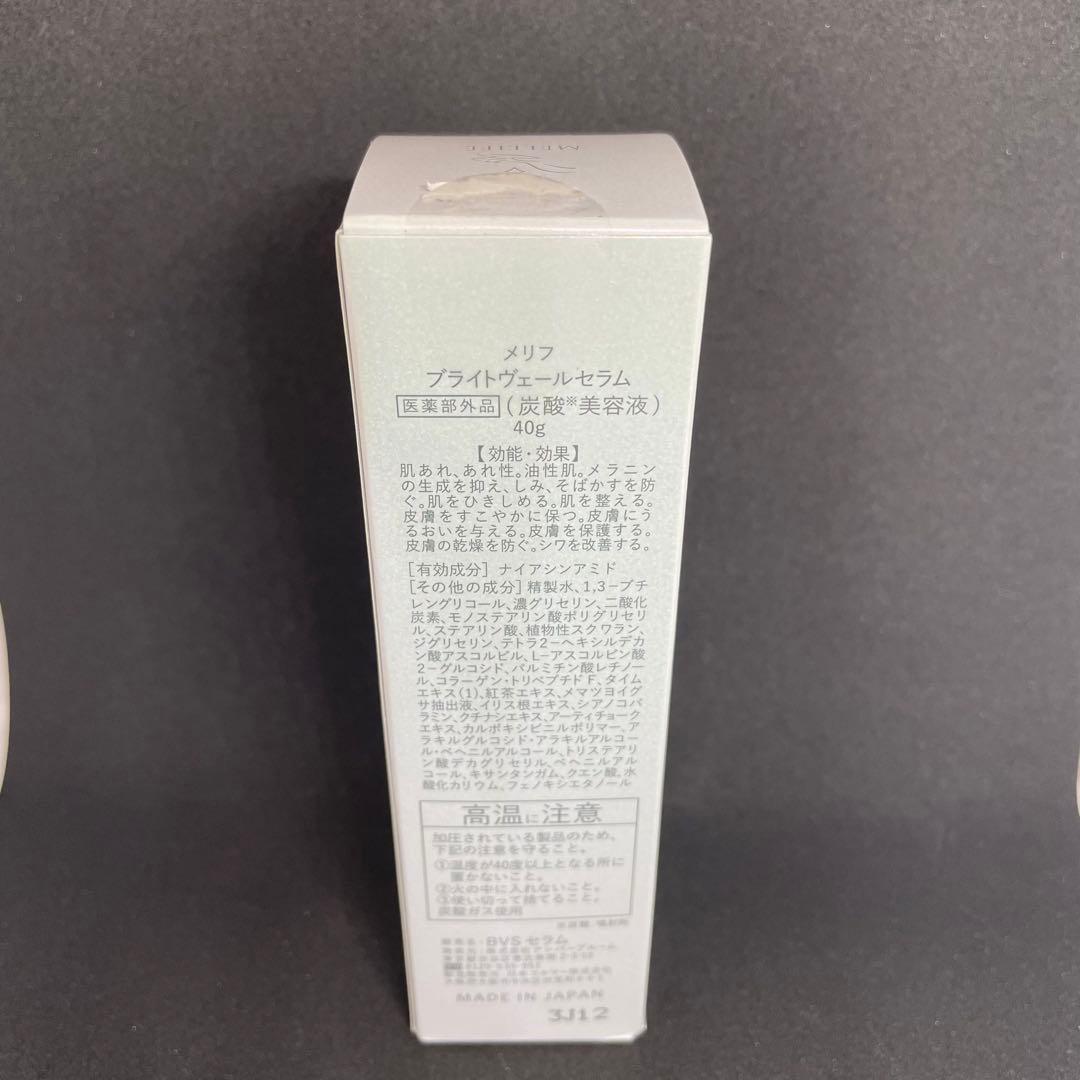 MELLIFE
メリフ
ブライトヴェールセラム
医薬部外品（炭酸※美容液）
40g
【効能・効果】
肌あれ、あれ性。油性肌。メラニン
の生成を抑え、しみ、そばかすを防
ぐ。肌をひきしめる。肌を整える。
皮膚をすこやかに保つ。皮膚にう
るおいを与える。皮膚を保護する。
皮膚の乾燥を防ぐ。シワを改善する。
［有効成分］ナイアシンアミド
［その他の成分］精製水、1,3−ブチ
レングリコール、濃グリセリン、二酸化
炭素、モノステアリン酸ポリグリセリ
ル、ステアリン酸、植物性スクワラン、
ジグリセリン、テトラ2−ヘキシルデカ
ン酸アスコルビル、L−アスコルビン酸
2−グルコシド、パルミチン酸レチノー
ル、コラーゲン・トリペプチドF、タイム
エキス(1)、紅茶エキス、メマツヨイグ
サ抽出液、イリス根エキス、シアノコバ
ラミン、クチナシエキス、アーティチョーク
エキス、カルボキシビニルポリマー、ア
ラキルグルコシド・アラキルアルコー
ル・ベヘニルアルコール、トリステアリ
ン酸デカグリセリル、ベヘニルアル
コール、キサンタンガム、クエン酸、水
酸化カリウム、フェノキシエタノール
高温に注意
加圧されている製品のため、
下記の注意を守ること。
①温度が40度以上となる所に
置かないこと。
②火の中に入れないこと。
③使い切って捨てること。
炭酸ガス使用
BVSセラム
MADE IN JAPAN
3J12